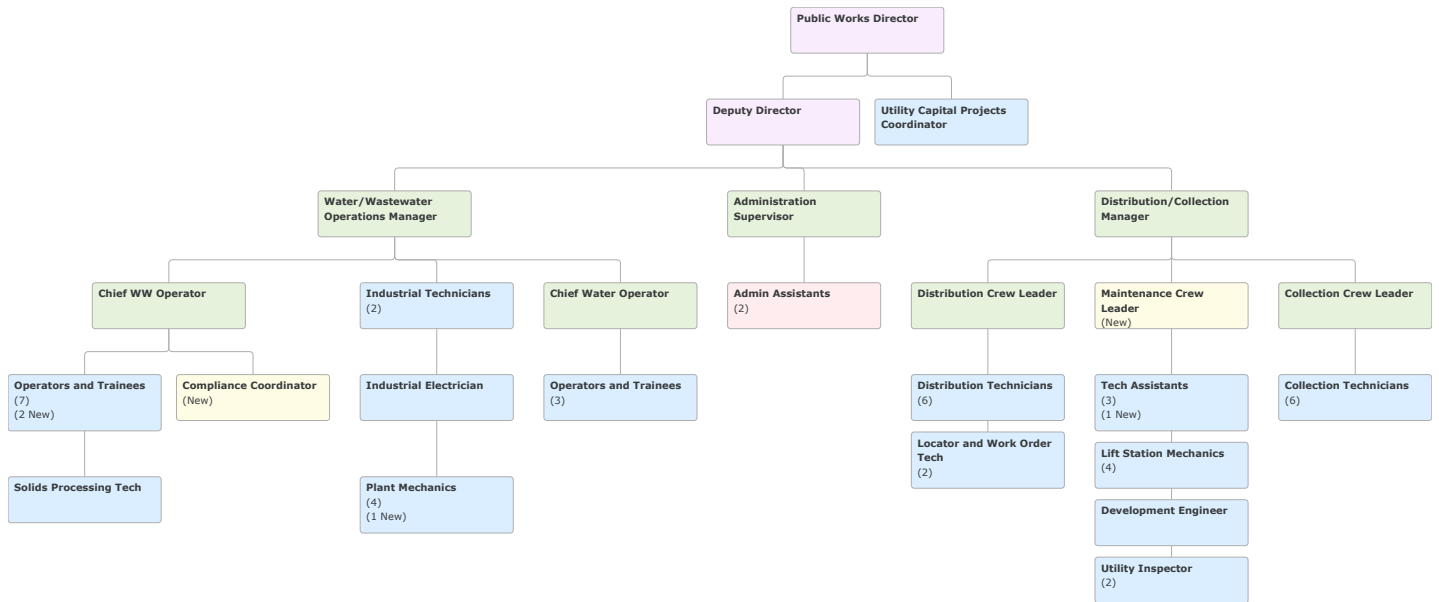 Public Works Director
Deputy Director
Utility Capital Projects
Coordinator
Water/Wastewater
Operations Manager
Administration
Supervisor
Distribution/Collection
Manager
Chief WW Operator
Industrial Technicians
(2)
Chief Water Operator
Admin Assistants
(2)
Distribution Crew Leader
Maintenance Crew
Leader
(New)
Collection Crew Leader
Operators and Trainees
(7)
(2 New)
Compliance Coordinator
(New)
Industrial Electrician
Operators and Trainees
(3)
Distribution Technicians
(6)
Tech Assistants
(3)
(1 New)
Collection Technicians
(6)
Locator and Work Order
Tech
(2)
Lift Station Mechanics
(4)
Solids Processing Tech
Plant Mechanics
(4)
(1 New)
Development Engineer
Utility Inspector
(2)